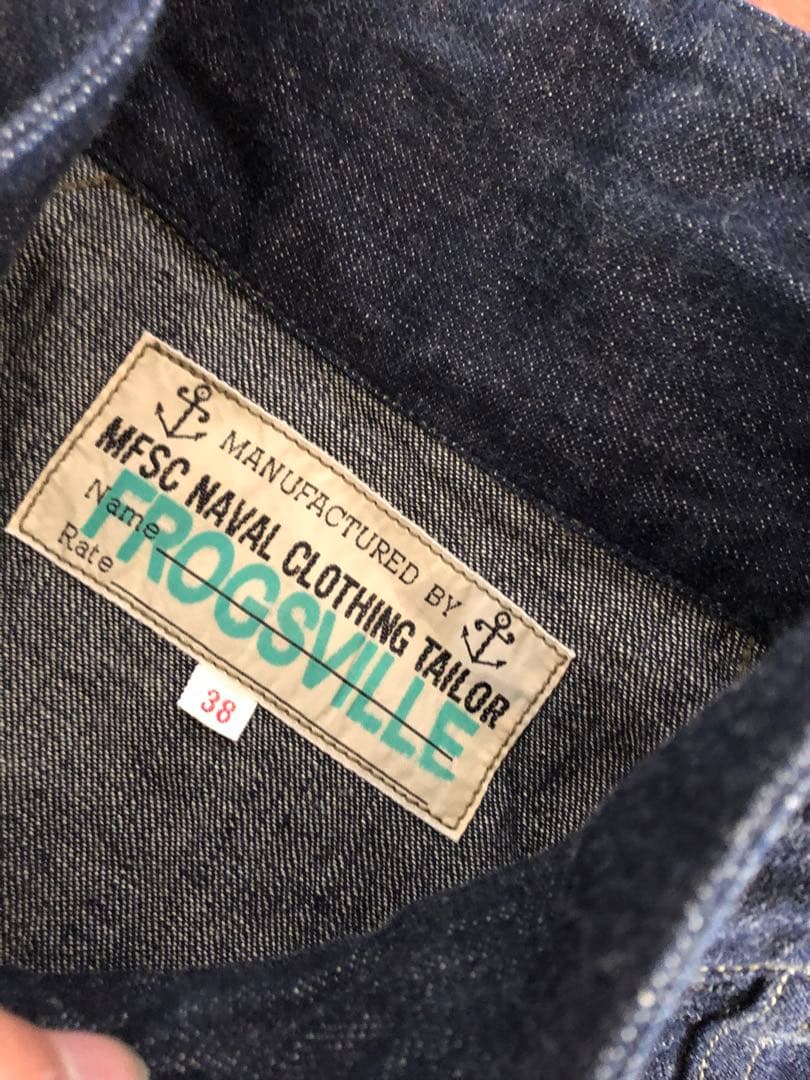 MANUFACTURED BY
MFSC NAVAL CLOTHING TAILOR
Name
FROGSVILLE
Rate
38